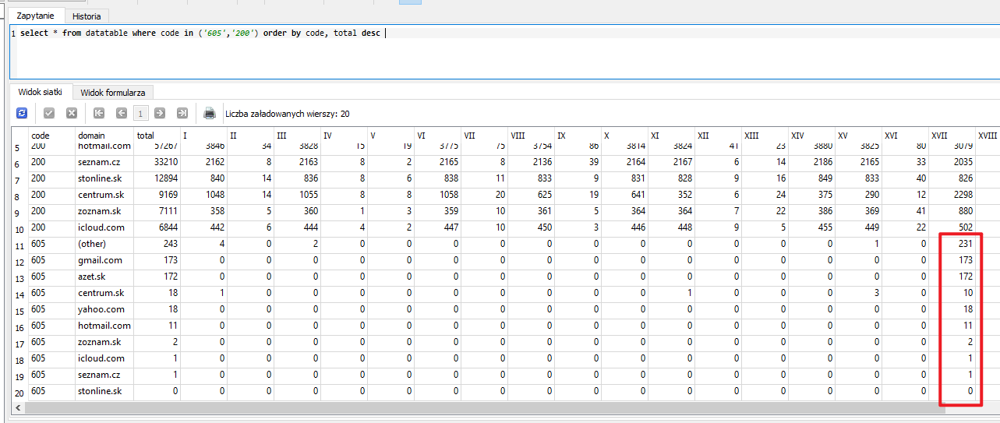 Zapytanie Historia
1 select * from datatable where code in ('605','200') order by code, total desc
Widok siatki Widok formularza
1 Liczba załadowanych wierszy: 20
code domain total I II III IV V VI VII VIII IX X XI XII XIII XIV XV XVI XVII XVIII
5 200 hotmail.com 57267 3846 34 3828 15 19 3775 75 3754 86 3814 3824 41 23 3880 3825 80 3079
6 200 seznam.cz 33210 2162 8 2163 8 2 2165 8 2136 39 2164 2167 6 14 2186 2165 33 2035
7 200 stonline.sk 12894 840 14 836 8 6 838 11 833 9 831 828 9 16 849 833 40 826
8 200 centrum.sk 9169 1048 14 1055 8 8 1058 20 625 19 641 352 6 24 375 290 12 2298
9 200 zoznam.sk 7111 358 5 360 1 3 359 10 361 5 364 364 7 22 386 369 41 880
10 200 icloud.com 6844 442 6 444 4 2 447 10 450 3 446 448 9 5 455 449 22 502
11 605 (other) 243 4 0 2 0 0 0 0 0 0 0 0 0 0 0 1 0 231
12 605 gmail.com 173 0 0 0 0 0 0 0 0 0 0 0 0 0 0 0 0 173
13 605 azet.sk 172 0 0 0 0 0 0 0 0 0 0 0 0 0 0 0 0 172
14 605 centrum.sk 18 1 0 0 0 0 0 0 0 0 0 1 0 0 0 3 0 10
15 605 yahoo.com 18 0 0 0 0 0 0 0 0 0 0 0 0 0 0 0 0 18
16 605 hotmail.com 11 0 0 0 0 0 0 0 0 0 0 0 0 0 0 0 0 11
17 605 zoznam.sk 2 0 0 0 0 0 0 0 0 0 0 0 0 0 0 0 0 2
18 605 icloud.com 1 0 0 0 0 0 0 0 0 0 0 0 0 0 0 0 0 1
19 605 seznam.cz 1 0 0 0 0 0 0 0 0 0 0 0 0 0 0 0 0 1
20 605 stonline.sk 0 0 0 0 0 0 0 0 0 0 0 0 0 0 0 0 0 0